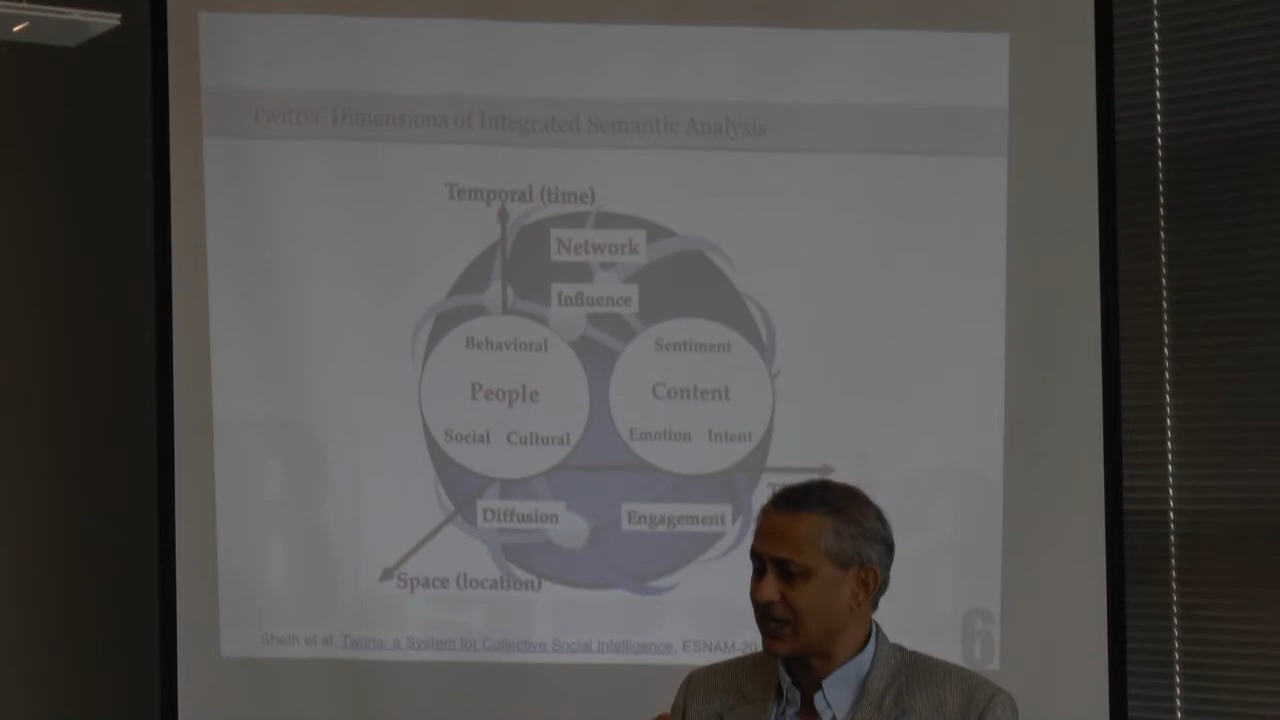 Twitris' Dimensions of Integrated Semantic Analysis
Temporal (time)
Network
Influence
Behavioral
Sentiment
People
Content
Social Cultural
Emotion Intent
Diffusion
Engagement
Space (location)
Sheth et al. Twitris- a System for Collective Social Intelligence, ESNAM-20
6